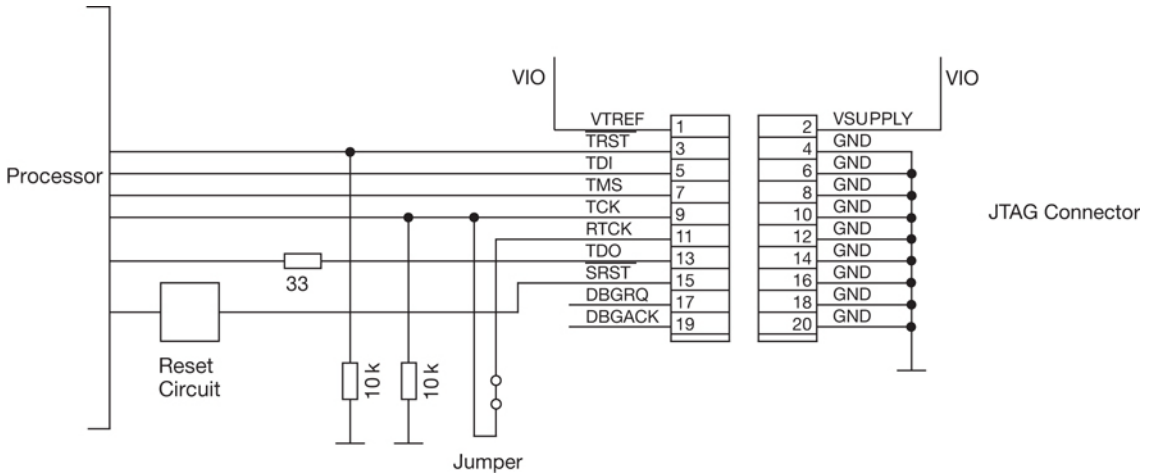 VIO
VIO
VTREF
1
2
VSUPPLY
TRST
3
4
GND
TDI
5
6
GND
Processor
TMS
7
8
GND
TCK
9
10
GND
JTAG Connector
RTCK
11
12
GND
TDO
13
14
GND
33
SRST
15
16
GND
DBGRQ
17
18
GND
DBGACK
19
20
GND
Reset
Circuit
10 k
10 k
Jumper